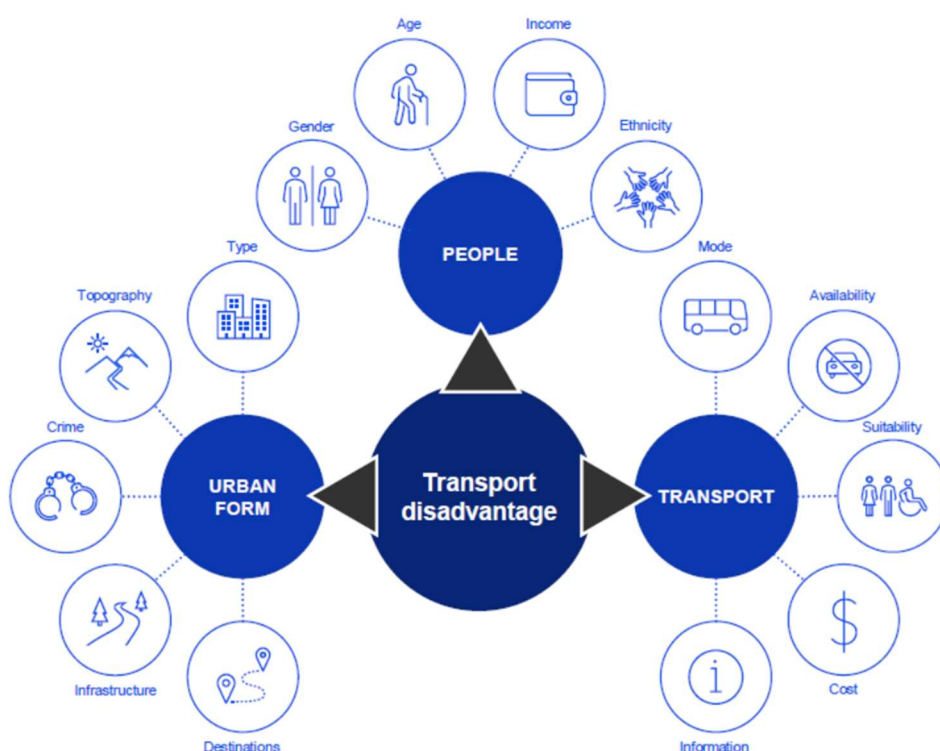 Age
Income
Gender
Ethnicity
PEOPLE
Type
Mode
Topography
Availability
Crime
Suitability
URBAN
FORM
Transport
disadvantage
TRANSPORT
Infrastructure
Cost
Destinations
Information